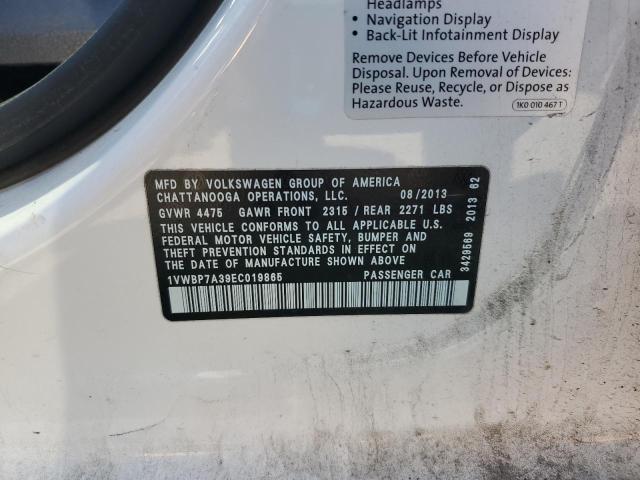 Headlamps
• Navigation Display
• Back-Lit Infotainment Display
Remove Devices Before Vehicle
Disposal. Upon Removal of Devices:
Please Reuse, Recycle, or Dispose as
Hazardous Waste.
1K0 010 467 T
MFD BY VOLKSWAGEN GROUP OF AMERICA
CHATTANOOGA OPERATIONS, LLC. 08/2013
GVWR 4475 GAWR FRONT 2315 / REAR 2271 LBS
THIS VEHICLE CONFORMS TO ALL APPLICABLE U.S.
FEDERAL MOTOR VEHICLE SAFETY, BUMPER AND
THEFT PREVENTION STANDARDS IN EFFECT ON
THE DATE OF MANUFACTURE SHOWN ABOVE
1VWBP7A39EC019865 PASSENGER CAR
3429569 2013 62